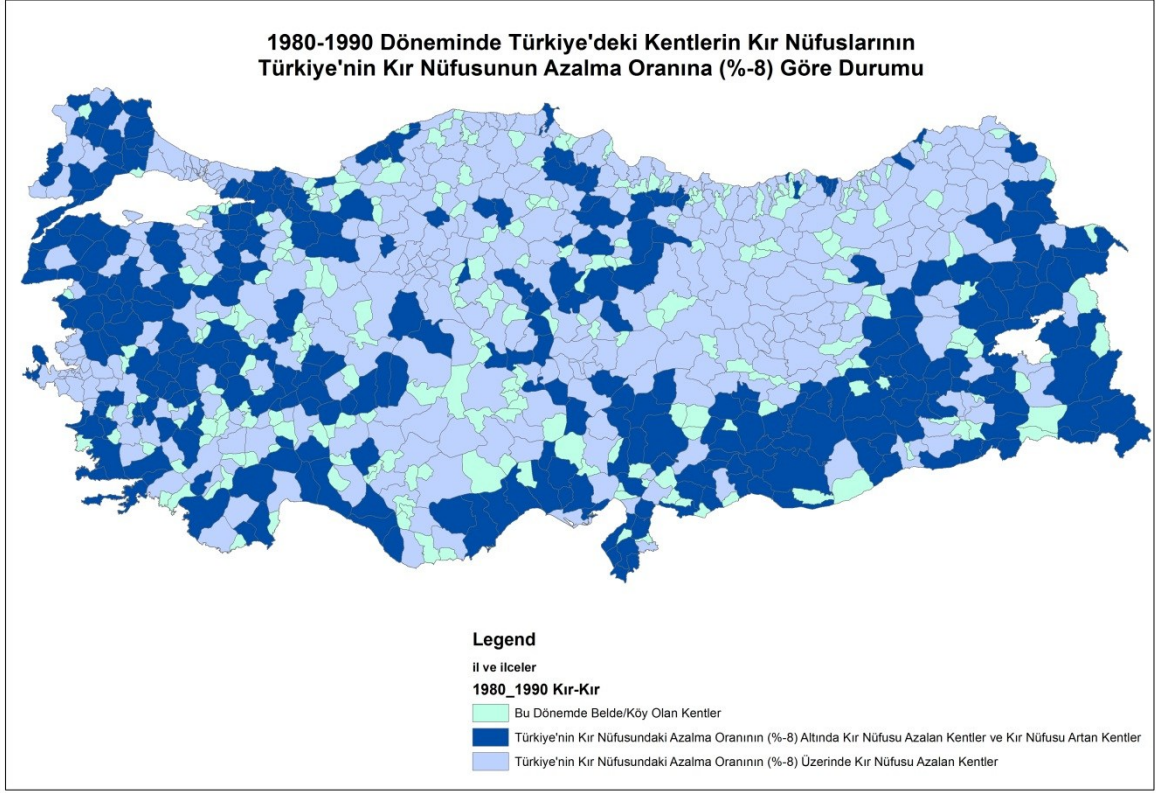 1980-1990 Döneminde Türkiye'deki Kentlerin Kır Nüfuslarının
Türkiye'nin Kır Nüfusunun Azalma Oranına (%-8) Göre Durumu
Legend
il ve ilceler
1980_1990 Kır-Kır
Bu Dönemde Belde/Köy Olan Kentler
Türkiye'nin Kır Nüfusundaki Azalma Oranının (%-8) Altında Kır Nüfusu Azalan Kentler ve Kır Nüfusu Artan Kentler
Türkiye'nin Kır Nüfusundaki Azalma Oranının (%-8) Üzerinde Kır Nüfusu Azalan Kentler